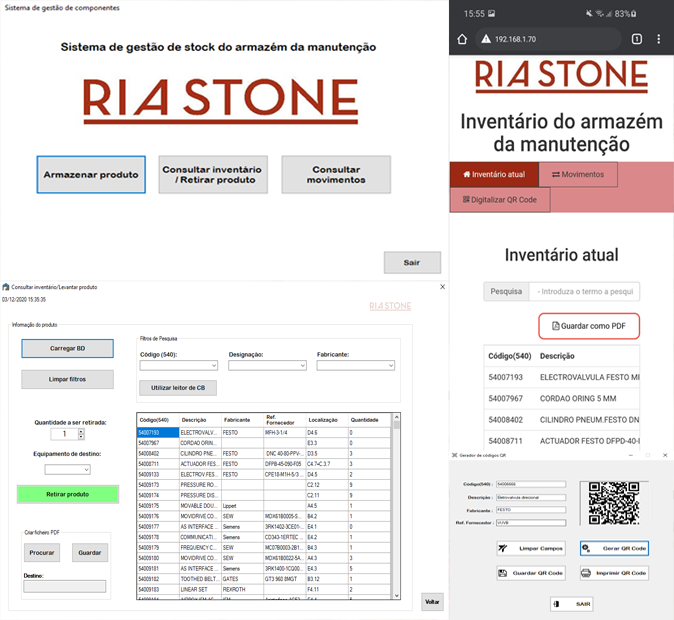 Sistema de gestão de componentes
Sistema de gestão de stock do armazém da manutenção
RIA STONE
Armazenar produto
Consultar inventário
/ Retirar produto
Consultar
movimentos
Sair
15:55
83%
192.168.1.70
1
RIA STONE
Inventário do armazém
da manutenção
Inventário atual
Movimentos
Digitalizar QR Code
Inventário atual
Pesquisa
- Introduza o termo a pesqui
Guardar como PDF
Código(540) Descrição
54007193 ELECTROVALVULA FESTO
54007967 CORDAO ORING 5 MM
54008402 CILINDRO PNEUM.FESTO DN
54008711 ACTUADOR FESTO DFPD-40-
Consultar inventário/Levantar produto
03/12/2020 15:35:35
RIA STONE
Informação do produto
Carregar BD
Limpar filtros
Quantidade a ser retirada:
1
Equipamento de destino:
Retirar produto
Criar ficheiro PDF
Procurar
Guardar
Destino:
Filtros de Pesquisa
Código (540):
Designação:
Fabricante:
Utilizar leitor de CB
Código(540) Descrição Fabricante Ref. Fornecedor Localização Quantidade
54007193 ELECTROVALV... FESTO MFH-3-1/4 D4.6 2
54007967 CORDAO ORIN... E3.3 0
54008402 CILINDRO PNE... FESTO DNC 40-80-PPV-... D3.5 3
54008711 ACTUADOR FES... FESTO DFPB-45-090-F05 C4.7>C.3.7 3
54009133 ELECTROV.FES... FESTO CPE18-M1H-5/3 ... D5.4 2
54009173 PRESSURE RO... C2.12 9
54009174 PRESSURE DIS... C2.11 9
54009175 MOVABLE DOU... Lippert A4.5 1
54009176 MOVIDRIVE CO... SEW MDX61B0005-5... B4.2 1
54009177 AS INTERFACE ... Siemens 3RK1402-3CE01-... E4.1 0
54009178 COMMUNICATI... Siemens CD343-1ERTEC ... E4.2 1
54009179 FREQUENCY C... SEW MC07B0003-2B1... B4.3 1
54009180 MOVIDRIVE CO... SEW MDX61B0022-5A... A4.3 3
54009181 AS INTERFACE ... Siemens 3RK1400-1CG00... E4.3 5
54009182 TOOTHED BELT... GATES GT3 960 8MGT B3.12 1
54009183 LINEAR SET REXROTH F4.11 2
Voltar
Gerador de códigos QR
Código(540) :
54008666
Descrição :
Eletroválvula direcional
Fabricante :
FESTO
Ref. Fornecedor :
Limpar Campos
Gerar QR Code
Guardar QR Code
Imprimir QR Code
SAIR